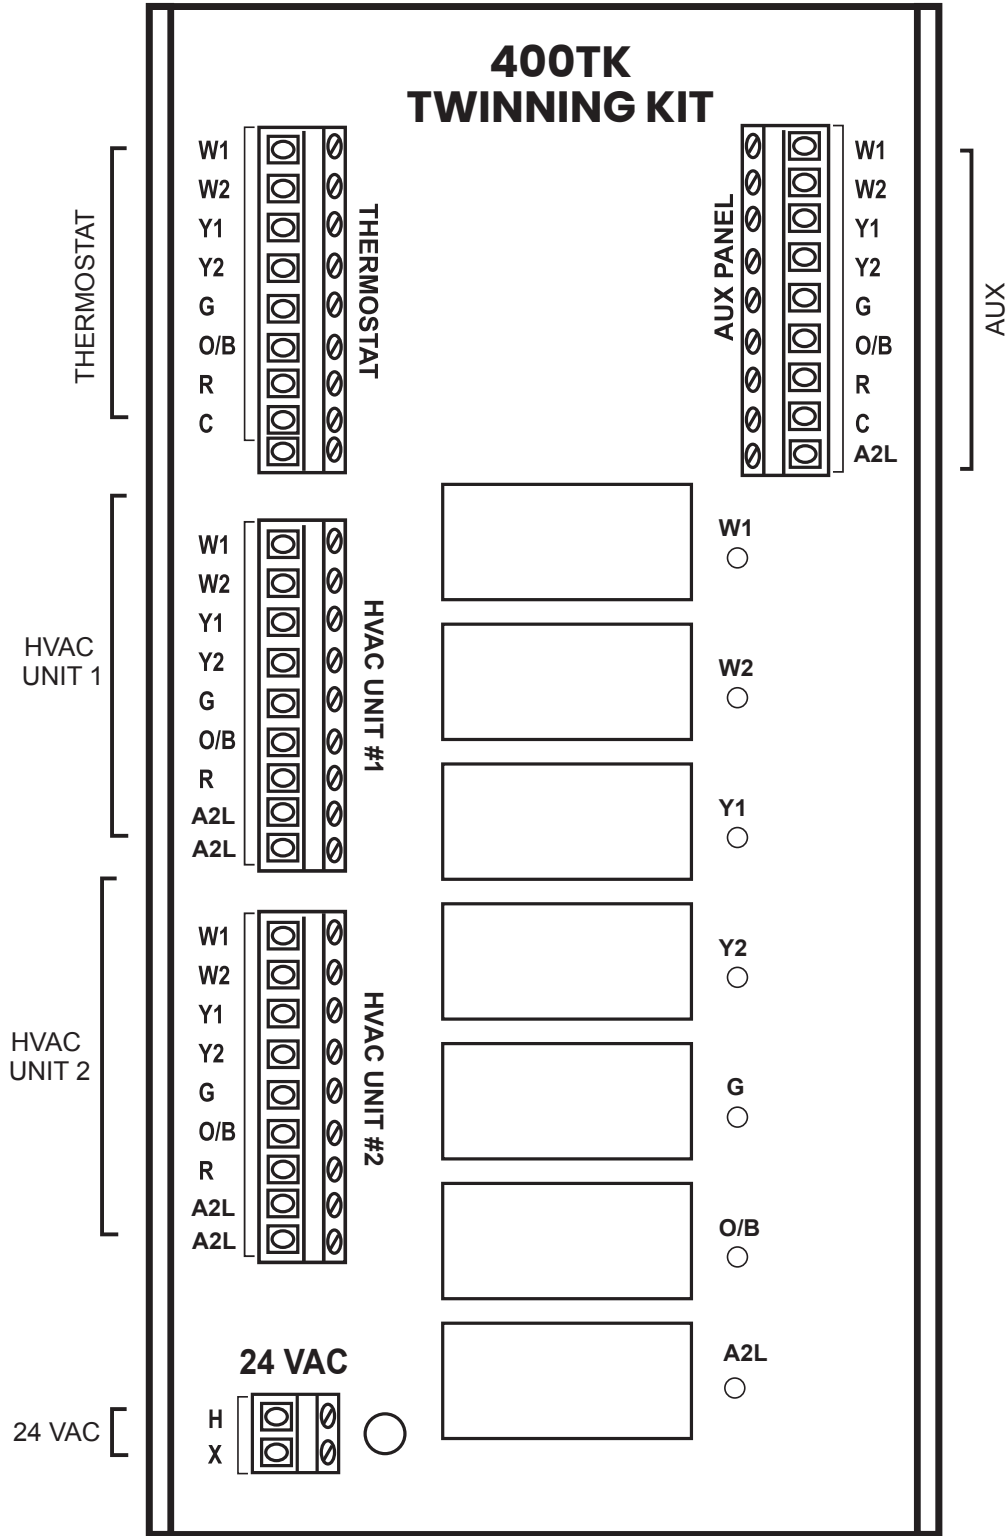 400TK
TWINNING KIT
THERMOSTAT
W1
W2
Y1
Y2
G
O/B
R
C
THERMOSTAT
AUX PANEL
W1
W2
Y1
Y2
G
O/B
R
C
A2L
AUX
HVAC
UNIT 1
W1
W2
Y1
Y2
G
O/B
R
A2L
A2L
HVAC UNIT #1
HVAC
UNIT 2
W1
W2
Y1
Y2
G
O/B
R
A2L
A2L
HVAC UNIT #2
W1
W2
Y1
Y2
G
O/B
A2L
24 VAC
24 VAC
H
X